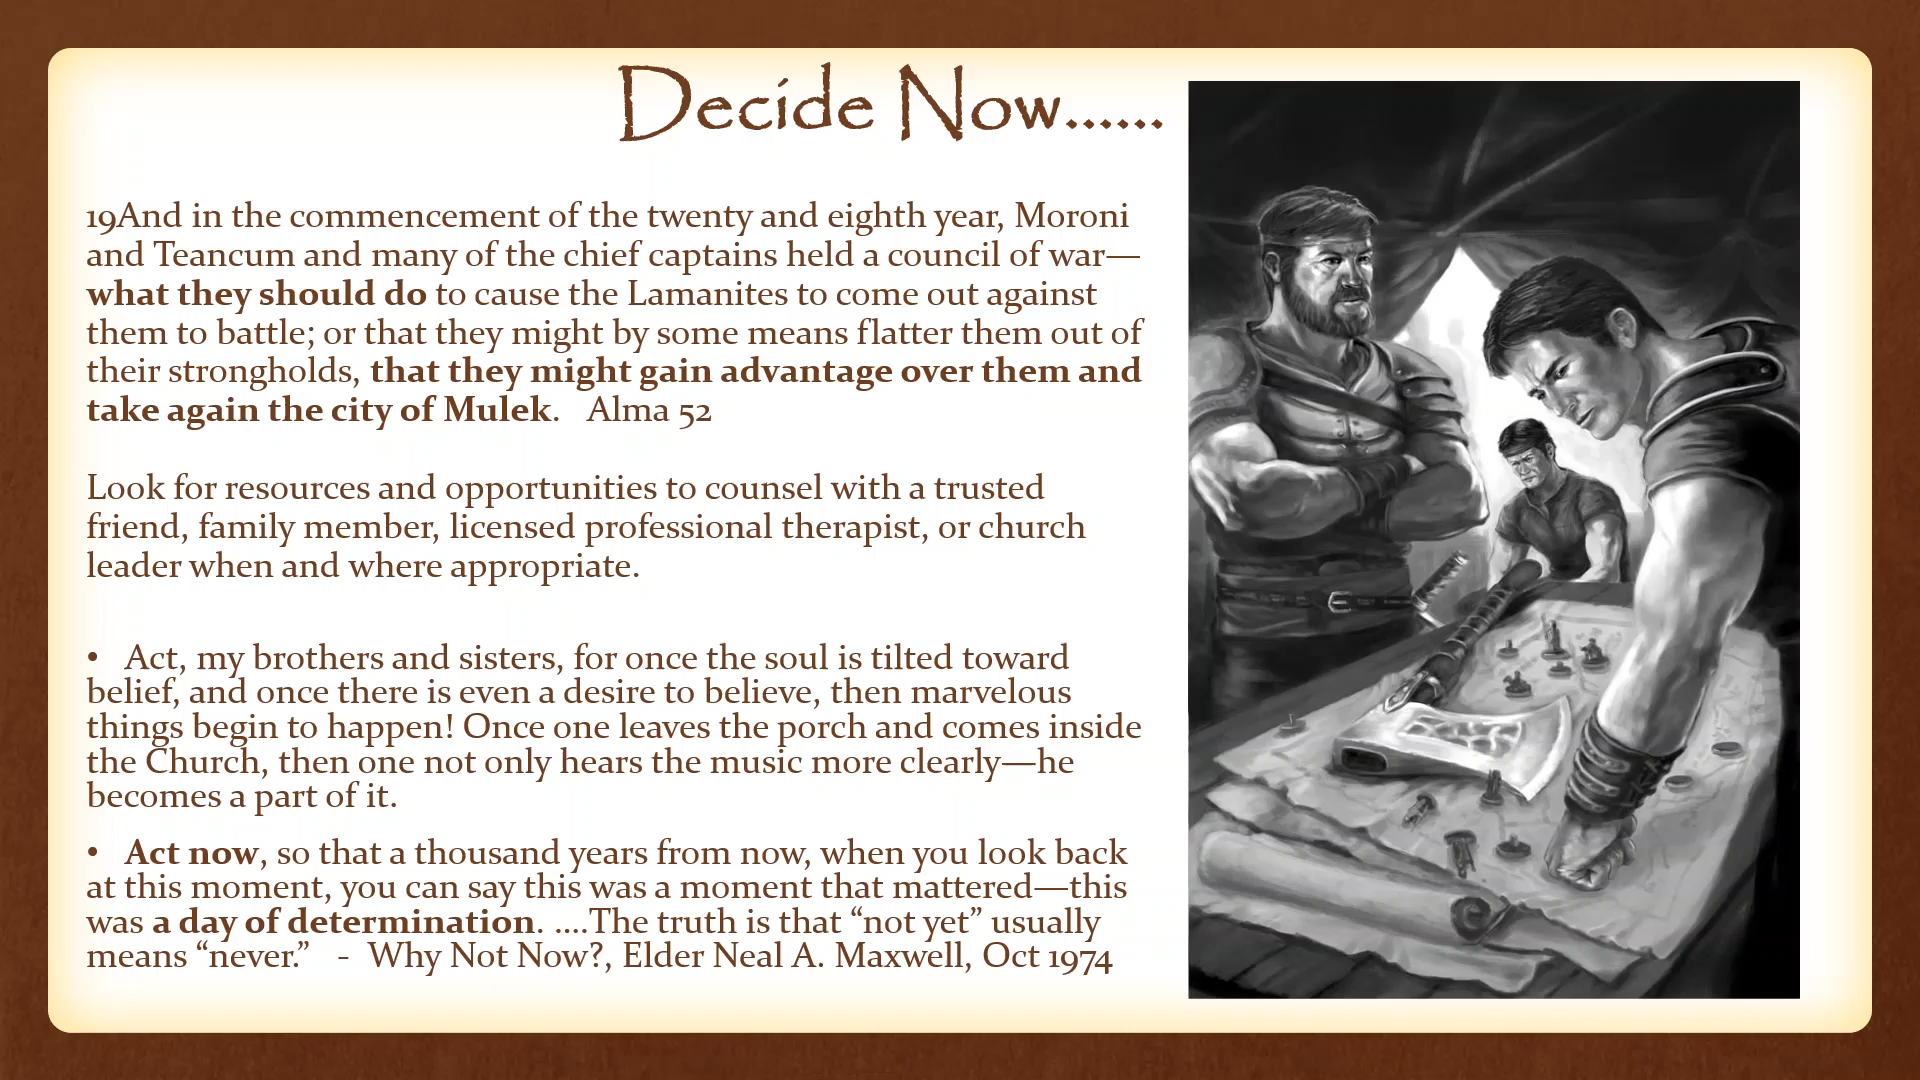 Decide Now......
19And in the commencement of the twenty and eighth year, Moroni
and Teancum and many of the chief captains held a council of war—
what they should do to cause the Lamanites to come out against
them to battle; or that they might by some means flatter them out of
their strongholds, that they might gain advantage over them and
take again the city of Mulek.   Alma 52
Look for resources and opportunities to counsel with a trusted
friend, family member, licensed professional therapist, or church
leader when and where appropriate.
•  Act, my brothers and sisters, for once the soul is tilted toward
belief, and once there is even a desire to believe, then marvelous
things begin to happen! Once one leaves the porch and comes inside
the Church, then one not only hears the music more clearly—he
becomes a part of it.
•  Act now, so that a thousand years from now, when you look back
at this moment, you can say this was a moment that mattered—this
was a day of determination. ....The truth is that “not yet” usually
means “never.”   -  Why Not Now?, Elder Neal A. Maxwell, Oct 1974